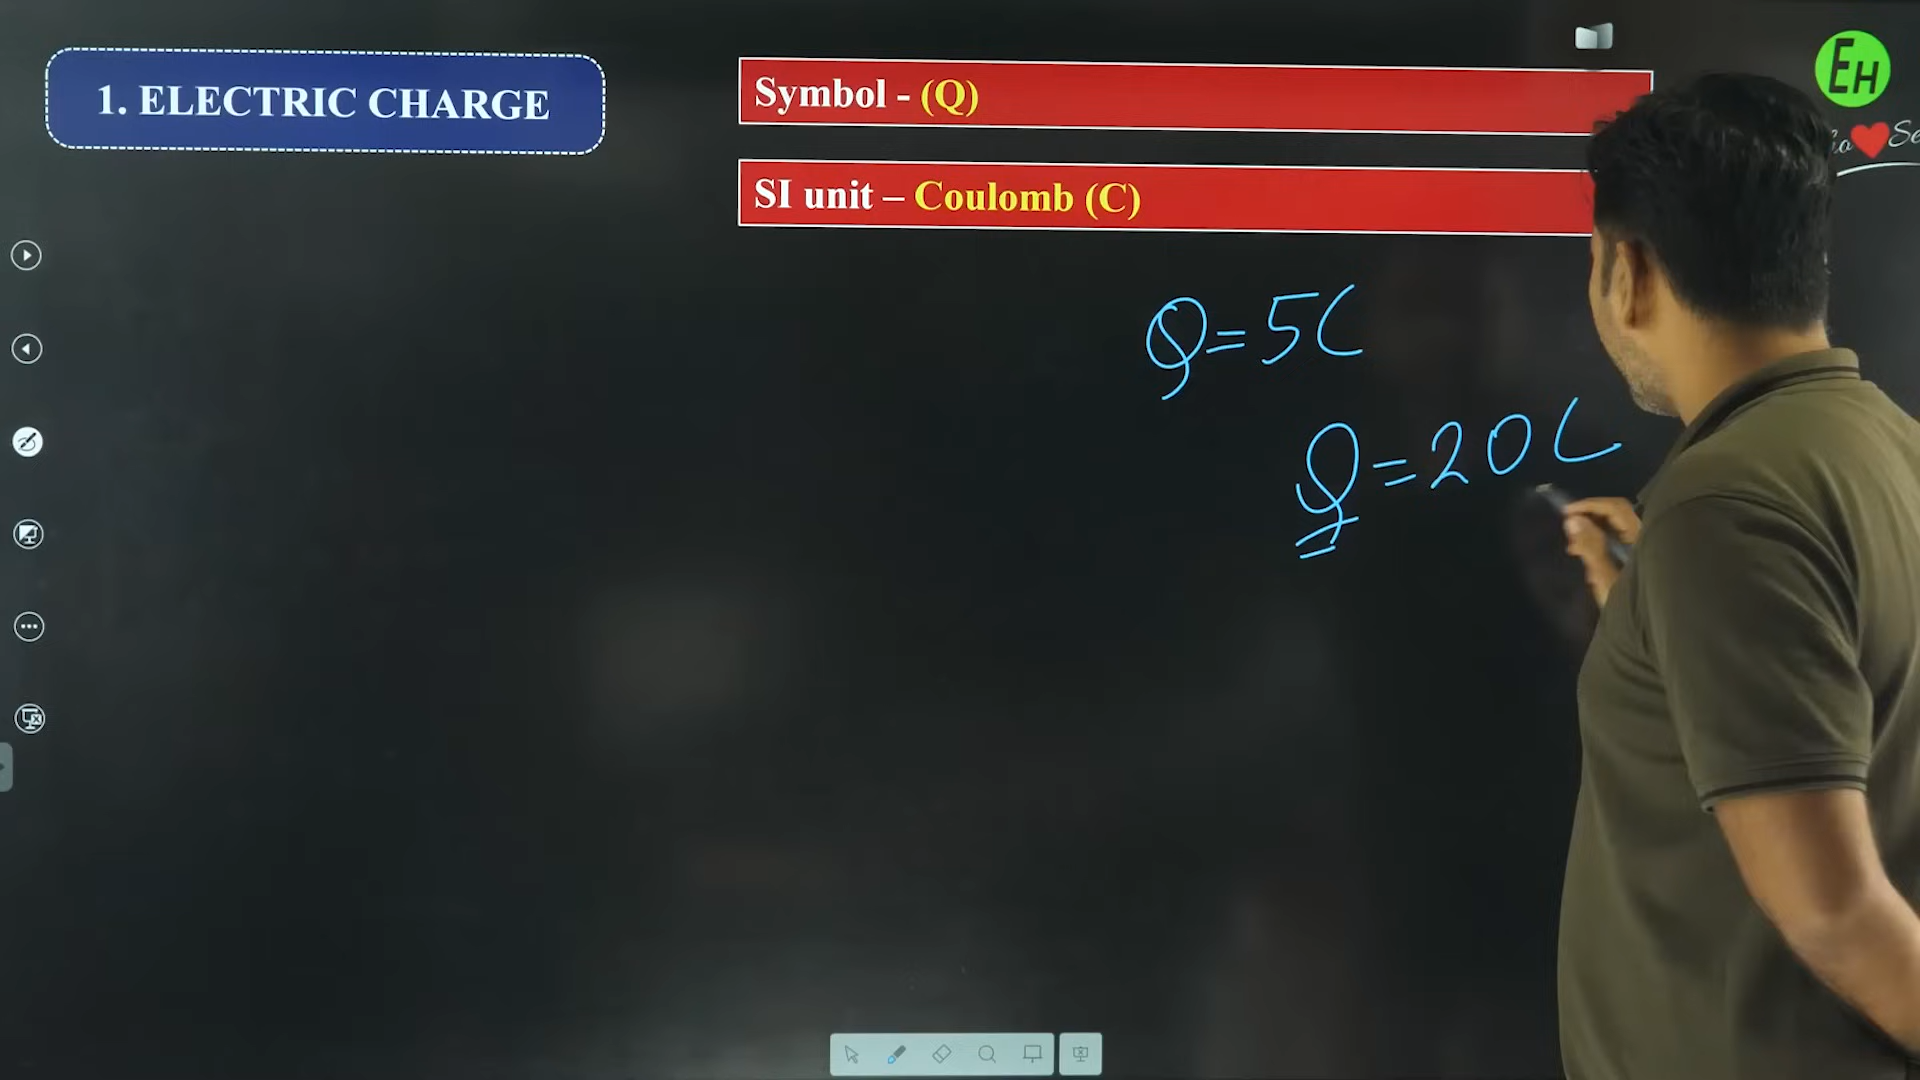 1. ELECTRIC CHARGE
Symbol - (Q)
SI unit – Coulomb (C)
EH
Q = 5C
Q = 20C